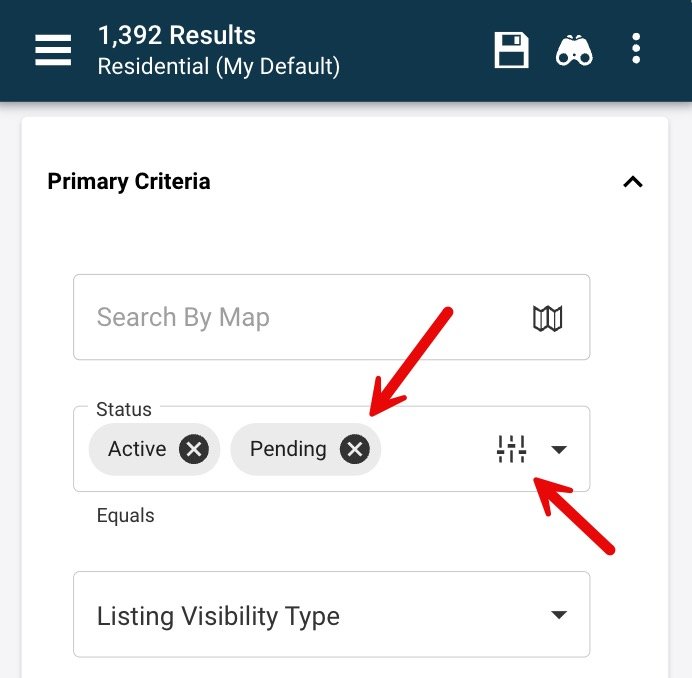 1,392 Results
Residential (My Default)
Primary Criteria
Search By Map
Status
Active
Pending
Equals
Listing Visibility Type